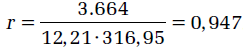 r = 3.664 / 12,21·316,95 = 0,947